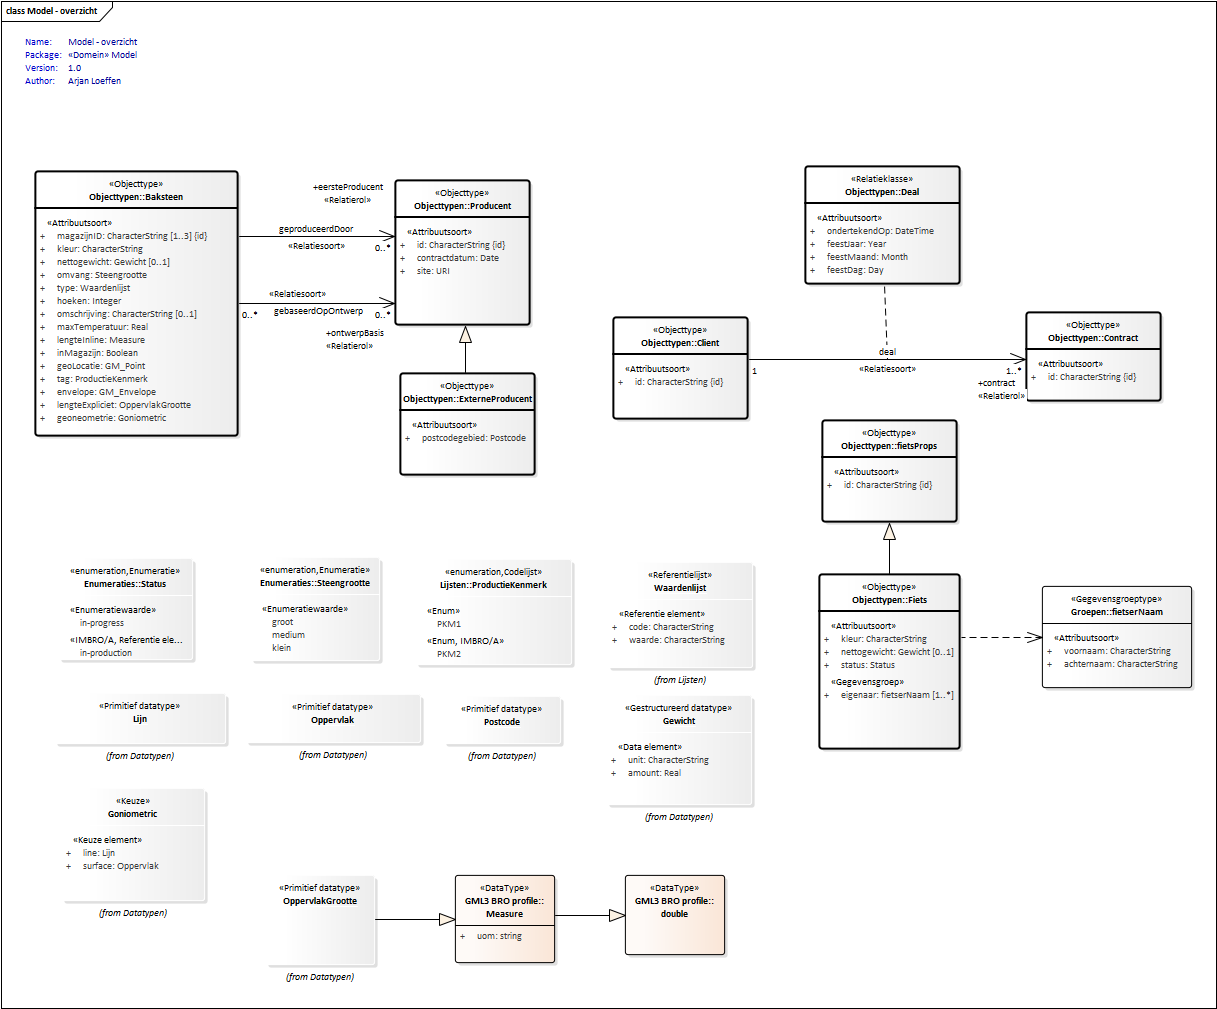 class Model - overzicht
Name: Model - overzicht
Package: «Domein» Model
Version: 1.0
Author: Arjan Loeffen
«Objecttype»
Objecttypen::Baksteen
«Attribuutsoort»
+ magazijnID: CharacterString [1..3] {id}
+ kleur: CharacterString
+ nettogewicht: Gewicht [0..1]
+ omvang: Steengrootte
+ type: Waardenlijst
+ hoeken: Integer
+ omschrijving: CharacterString [0..1]
+ maxTemperatuur: Real
+ lengteInline: Measure
+ inMagazijn: Boolean
+ geoLocatie: GM_Point
+ tag: ProductieKenmerk
+ envelope: GM_Envelope
+ lengteExpliciet: OppervlakGrootte
+ geoneometrie: Goniometric
+eersteProducent
«Relatierol»
geproduceerdDoor
«Relatiesoort»
0..*
«Relatiesoort»
0..*
gebaseerdOpOntwerp
0..*
+ontwerpBasis
«Relatierol»
«Objecttype»
Objecttypen::Producent
«Attribuutsoort»
+ id: CharacterString {id}
+ contractdatum: Date
+ site: URI
«Objecttype»
Objecttypen::ExterneProducent
«Attribuutsoort»
+ postcodegebied: Postcode
«Relatieklasse»
Objecttypen::Deal
«Attribuutsoort»
+ ondertekendOp: DateTime
+ feestJaar: Year
+ feestMaand: Month
+ feestDag: Day
«Objecttype»
Objecttypen::Client
«Attribuutsoort»
+ id: CharacterString {id}
deal
1
«Relatiesoort»
1..*
+contract
«Relatierol»
«Objecttype»
Objecttypen::Contract
«Attribuutsoort»
+ id: CharacterString {id}
«Objecttype»
Objecttypen::fietsProps
«Attribuutsoort»
+ id: CharacterString {id}
«enumeration,Enumeratie»
Enumeraties::Status
«Enumeratiewaarde»
in-progress
«IMBRO/A, Referentie ele...
in-production
«enumeration,Enumeratie»
Enumeraties::Steengrootte
«Enumeratiewaarde»
groot
medium
klein
«enumeration,Codelijst»
Lijsten::ProductieKenmerk
«Enum»
PKM1
«Enum, IMBRO/A»
PKM2
«Referentielijst»
Waardenlijst
«Referentie element»
+ code: CharacterString
+ waarde: CharacterString
(from Lijsten)
«Objecttype»
Objecttypen::Fiets
«Attribuutsoort»
+ kleur: CharacterString
+ nettogewicht: Gewicht [0..1]
+ status: Status
«Gegevensgroep»
+ eigenaar: fietserNaam [1..*]
«Gegevensgroeptype»
Groepen::fietserNaam
«Attribuutsoort»
+ voornaam: CharacterString
+ achternaam: CharacterString
«Primitief datatype»
Lijn
(from Datatypen)
«Primitief datatype»
Oppervlak
(from Datatypen)
«Primitief datatype»
Postcode
(from Datatypen)
«Gestructureerd datatype»
Gewicht
«Data element»
+ unit: CharacterString
+ amount: Real
(from Datatypen)
«Keuze»
Goniometric
«Keuze element»
+ line: Lijn
+ surface: Oppervlak
(from Datatypen)
«Primitief datatype»
OppervlakGrootte
(from Datatypen)
«DataType»
GML3 BRO profile::
Measure
+ uom: string
«DataType»
GML3 BRO profile::
double